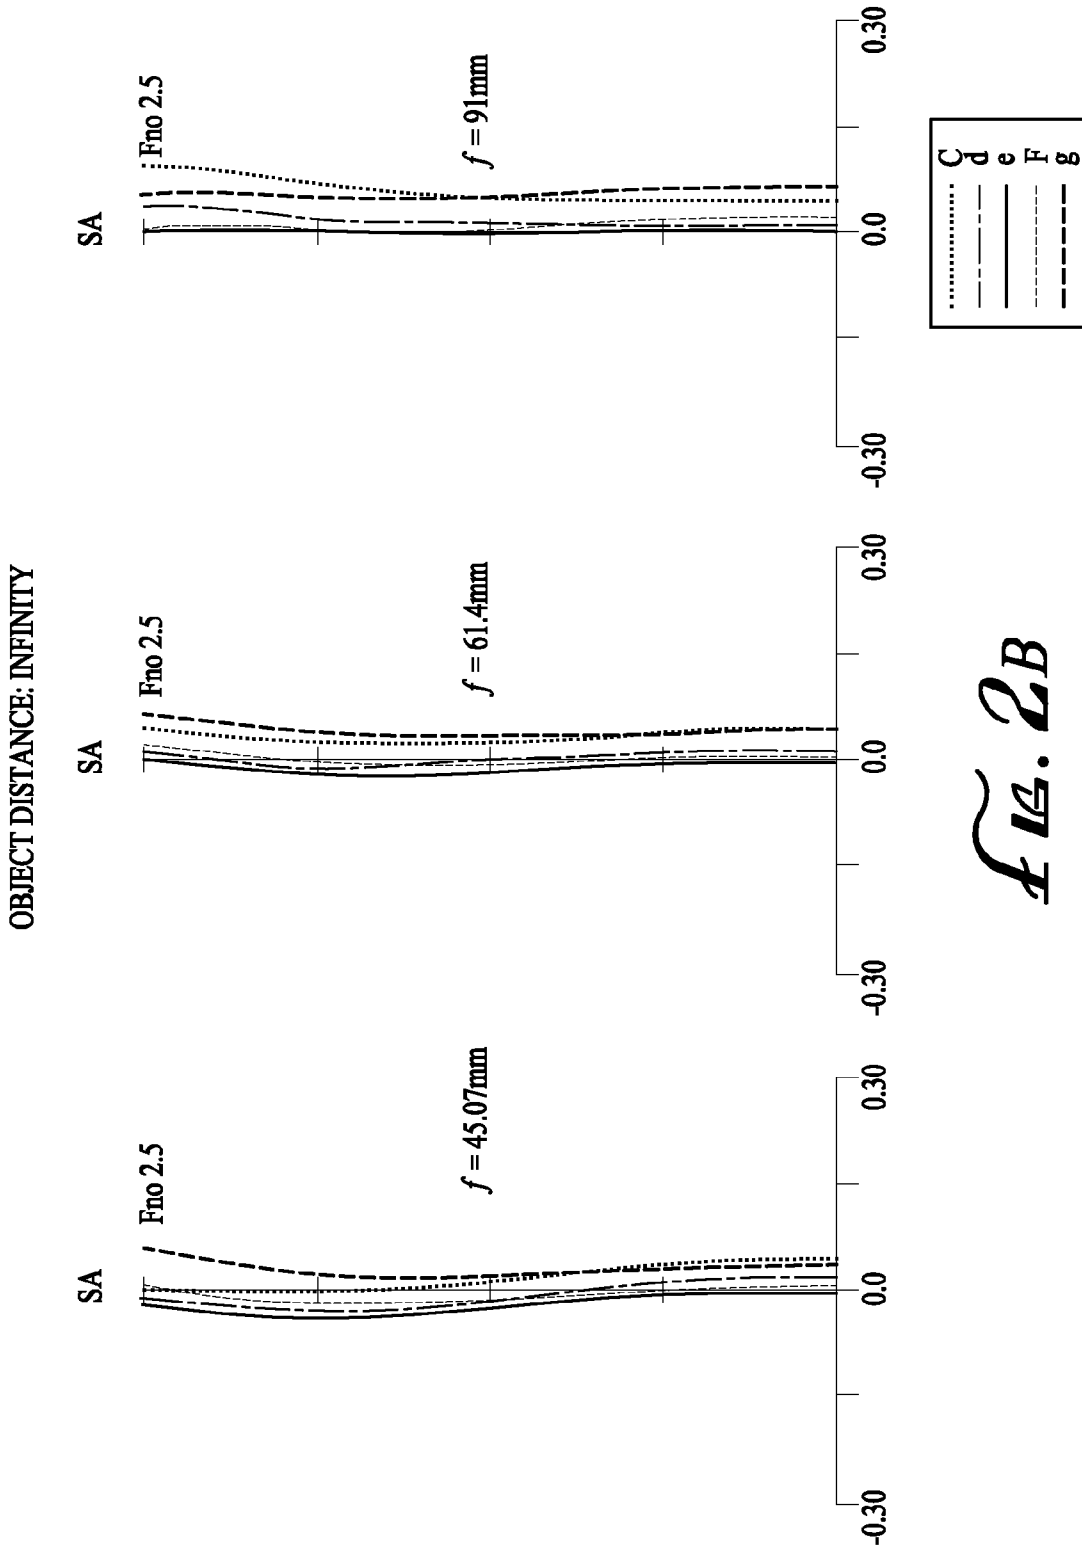 OBJECT DISTANCE: INFINITY
SA
Fno 2.5
f = 45.07mm
-0.30
0.0
0.30
SA
Fno 2.5
f = 61.4mm
-0.30
0.0
0.30
SA
Fno 2.5
f = 91mm
-0.30
0.0
0.30
C
d
e
F
g
FIG. 2B